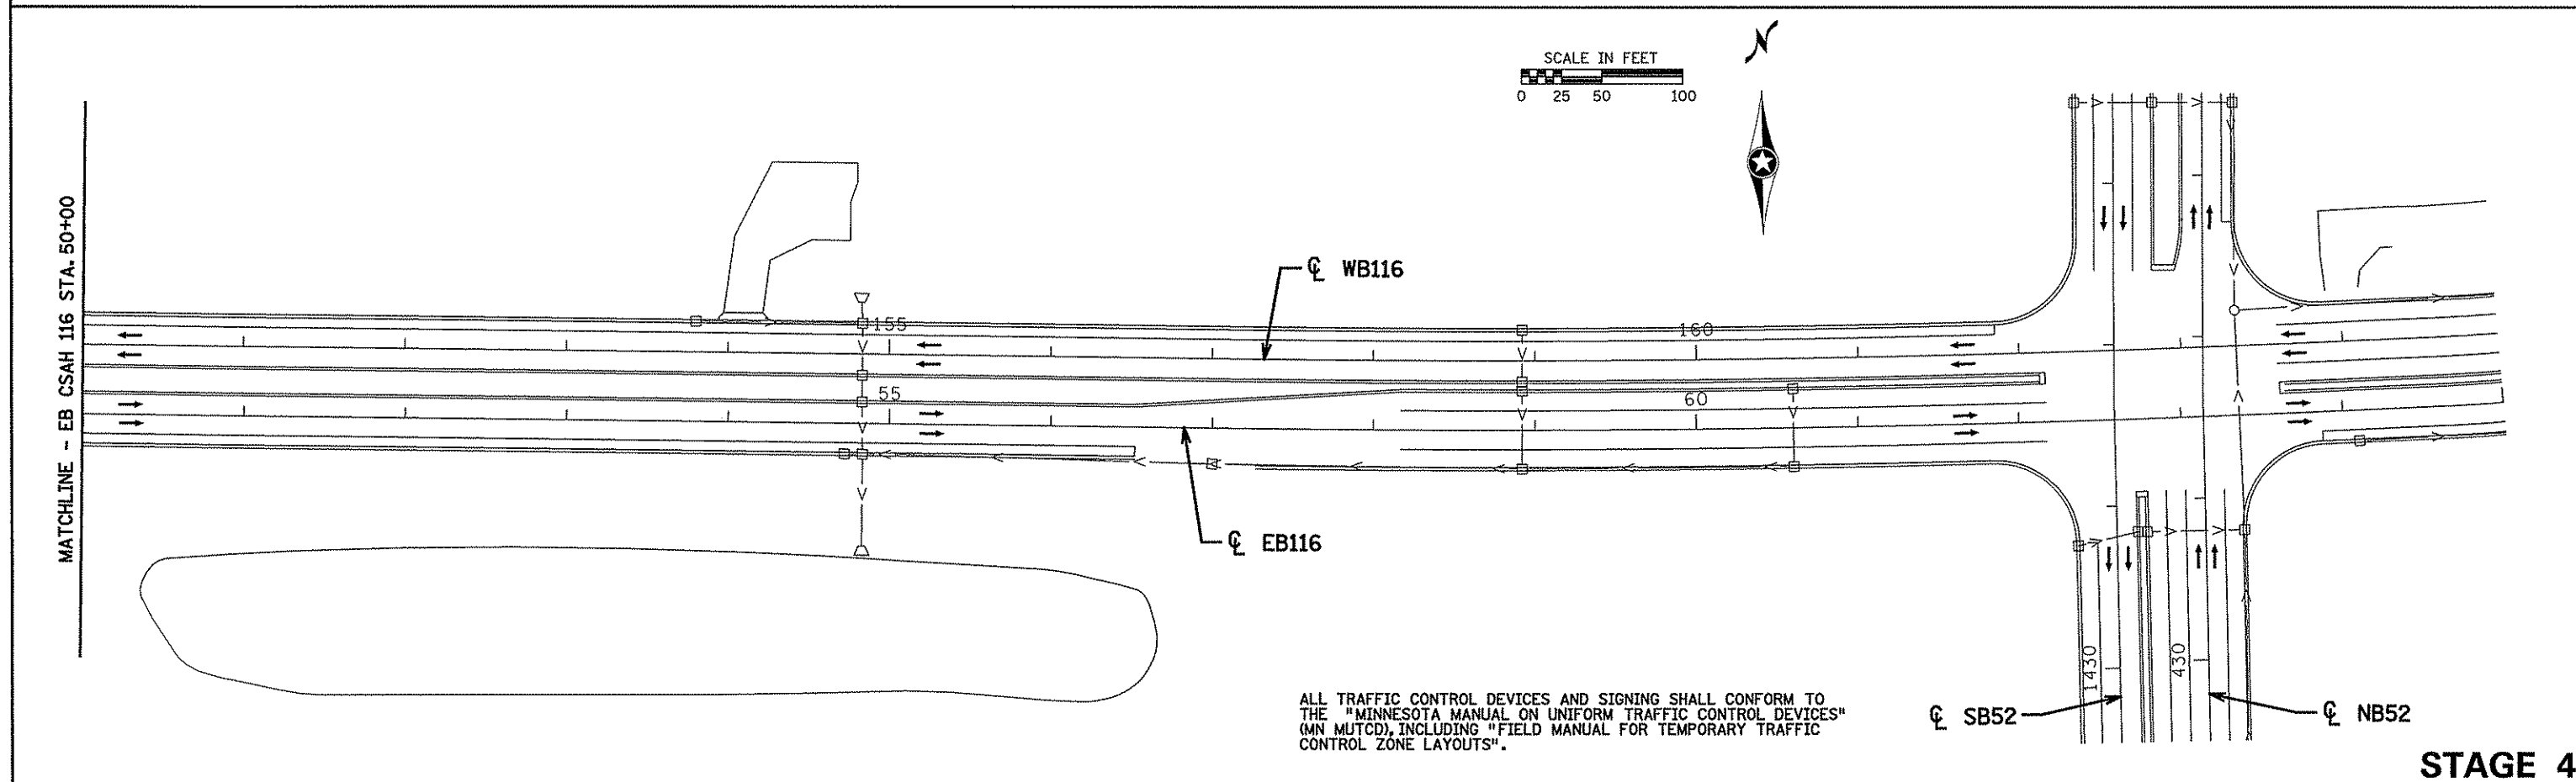 SCALE IN FEET
0 25 50 100
N
MATCHLINE - EB CSAH 116 STA. 50+00
155
160
℄ WB116
55
60
℄ EB116
1430
430
℄ SB52
℄ NB52
ALL TRAFFIC CONTROL DEVICES AND SIGNING SHALL CONFORM TO
THE "MINNESOTA MANUAL ON UNIFORM TRAFFIC CONTROL DEVICES"
(MN MUTCD), INCLUDING "FIELD MANUAL FOR TEMPORARY TRAFFIC
CONTROL ZONE LAYOUTS".
STAGE 4